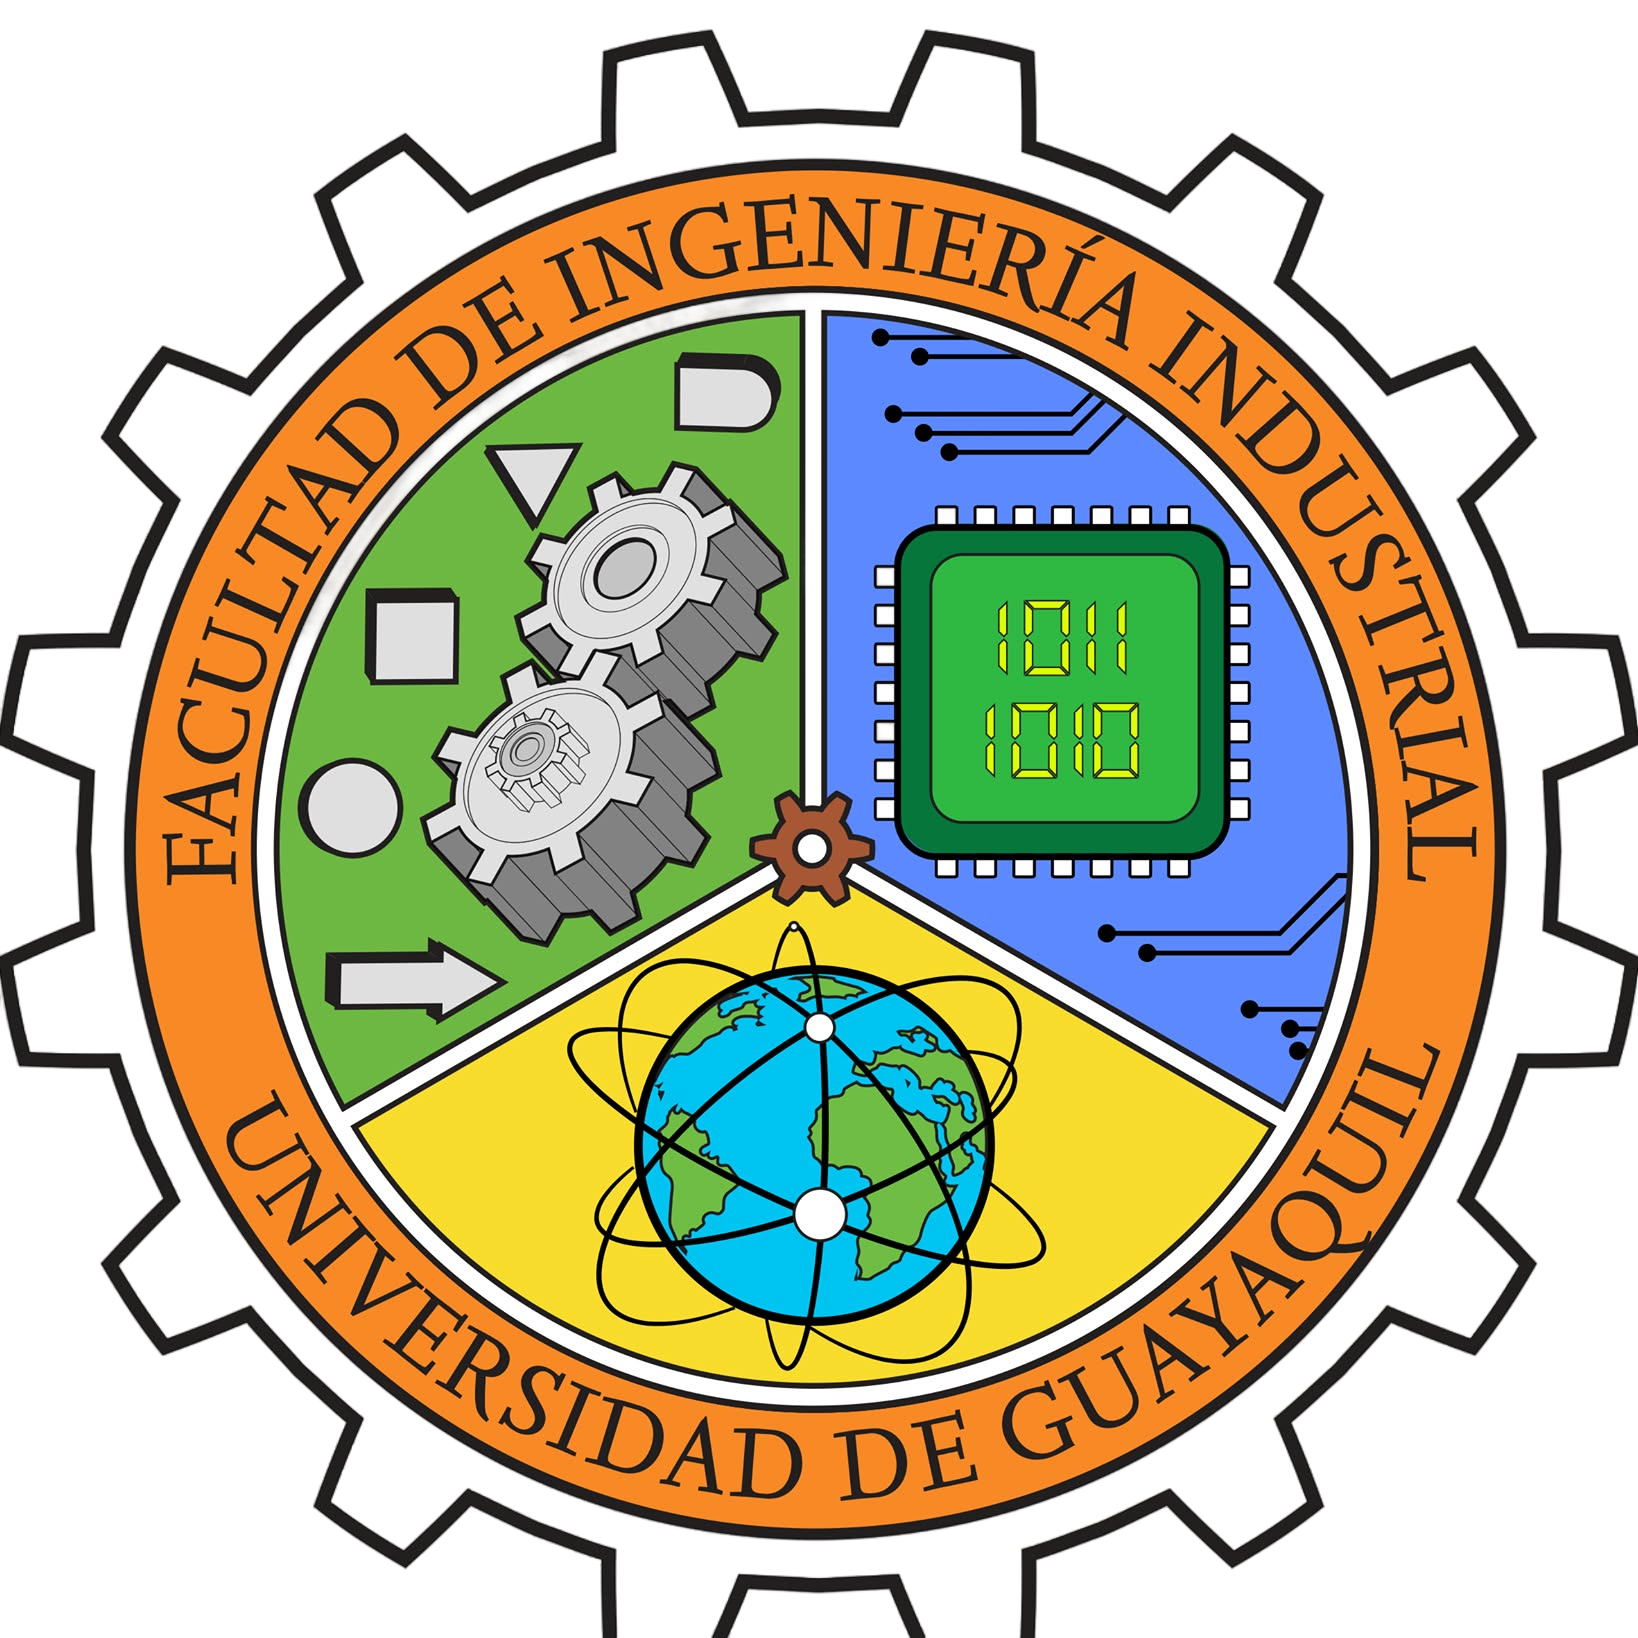 FACULTAD DE INGENIERÍA INDUSTRIAL
1011
1010
UNIVERSIDAD DE GUAYAQUIL